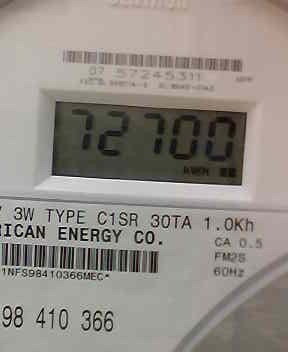 07 57245311
72700
KWH
3W TYPE C1SR 30TA 1.0Kh
RICAN ENERGY CO.
CA 0.5
FM2S
60Hz
1NFS98410366MEC*
98 410 366